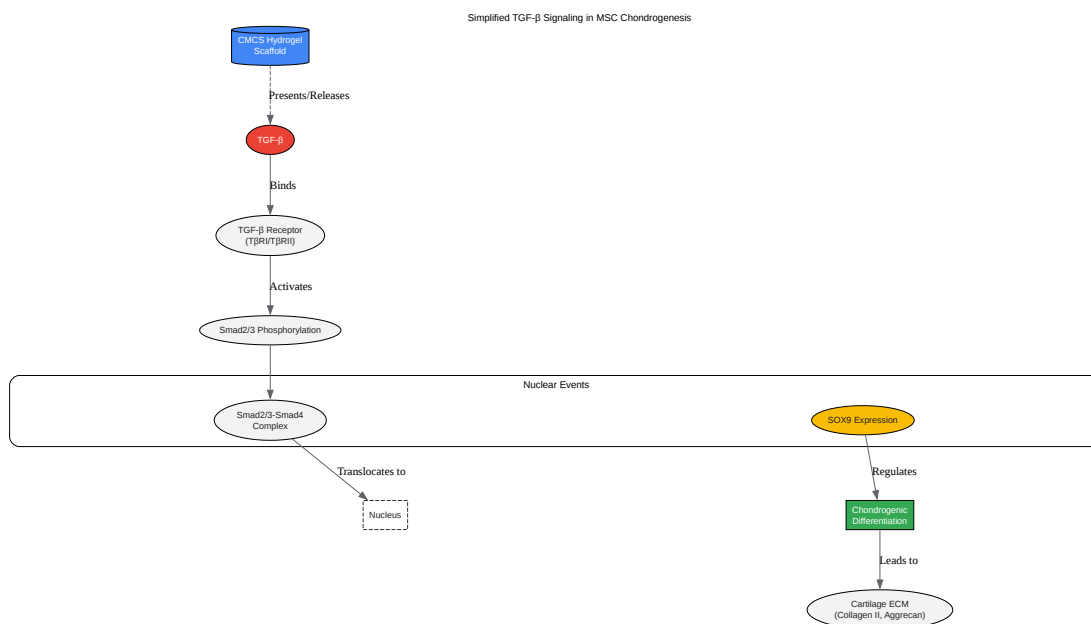 Simplified TGF-β Signaling in MSC Chondrogenesis
CMCS Hydrogel
Scaffold
Presents/Releases
TGF-β
Binds
TGF-β Receptor
(TβRI/TβRII)
Activates
Smad2/3 Phosphorylation
Nuclear Events
Smad2/3-Smad4
Complex
SOX9 Expression
Translocates to
Regulates
Nucleus
Chondrogenic
Differentiation
Leads to
Cartilage ECM
(Collagen II, Aggrecan)